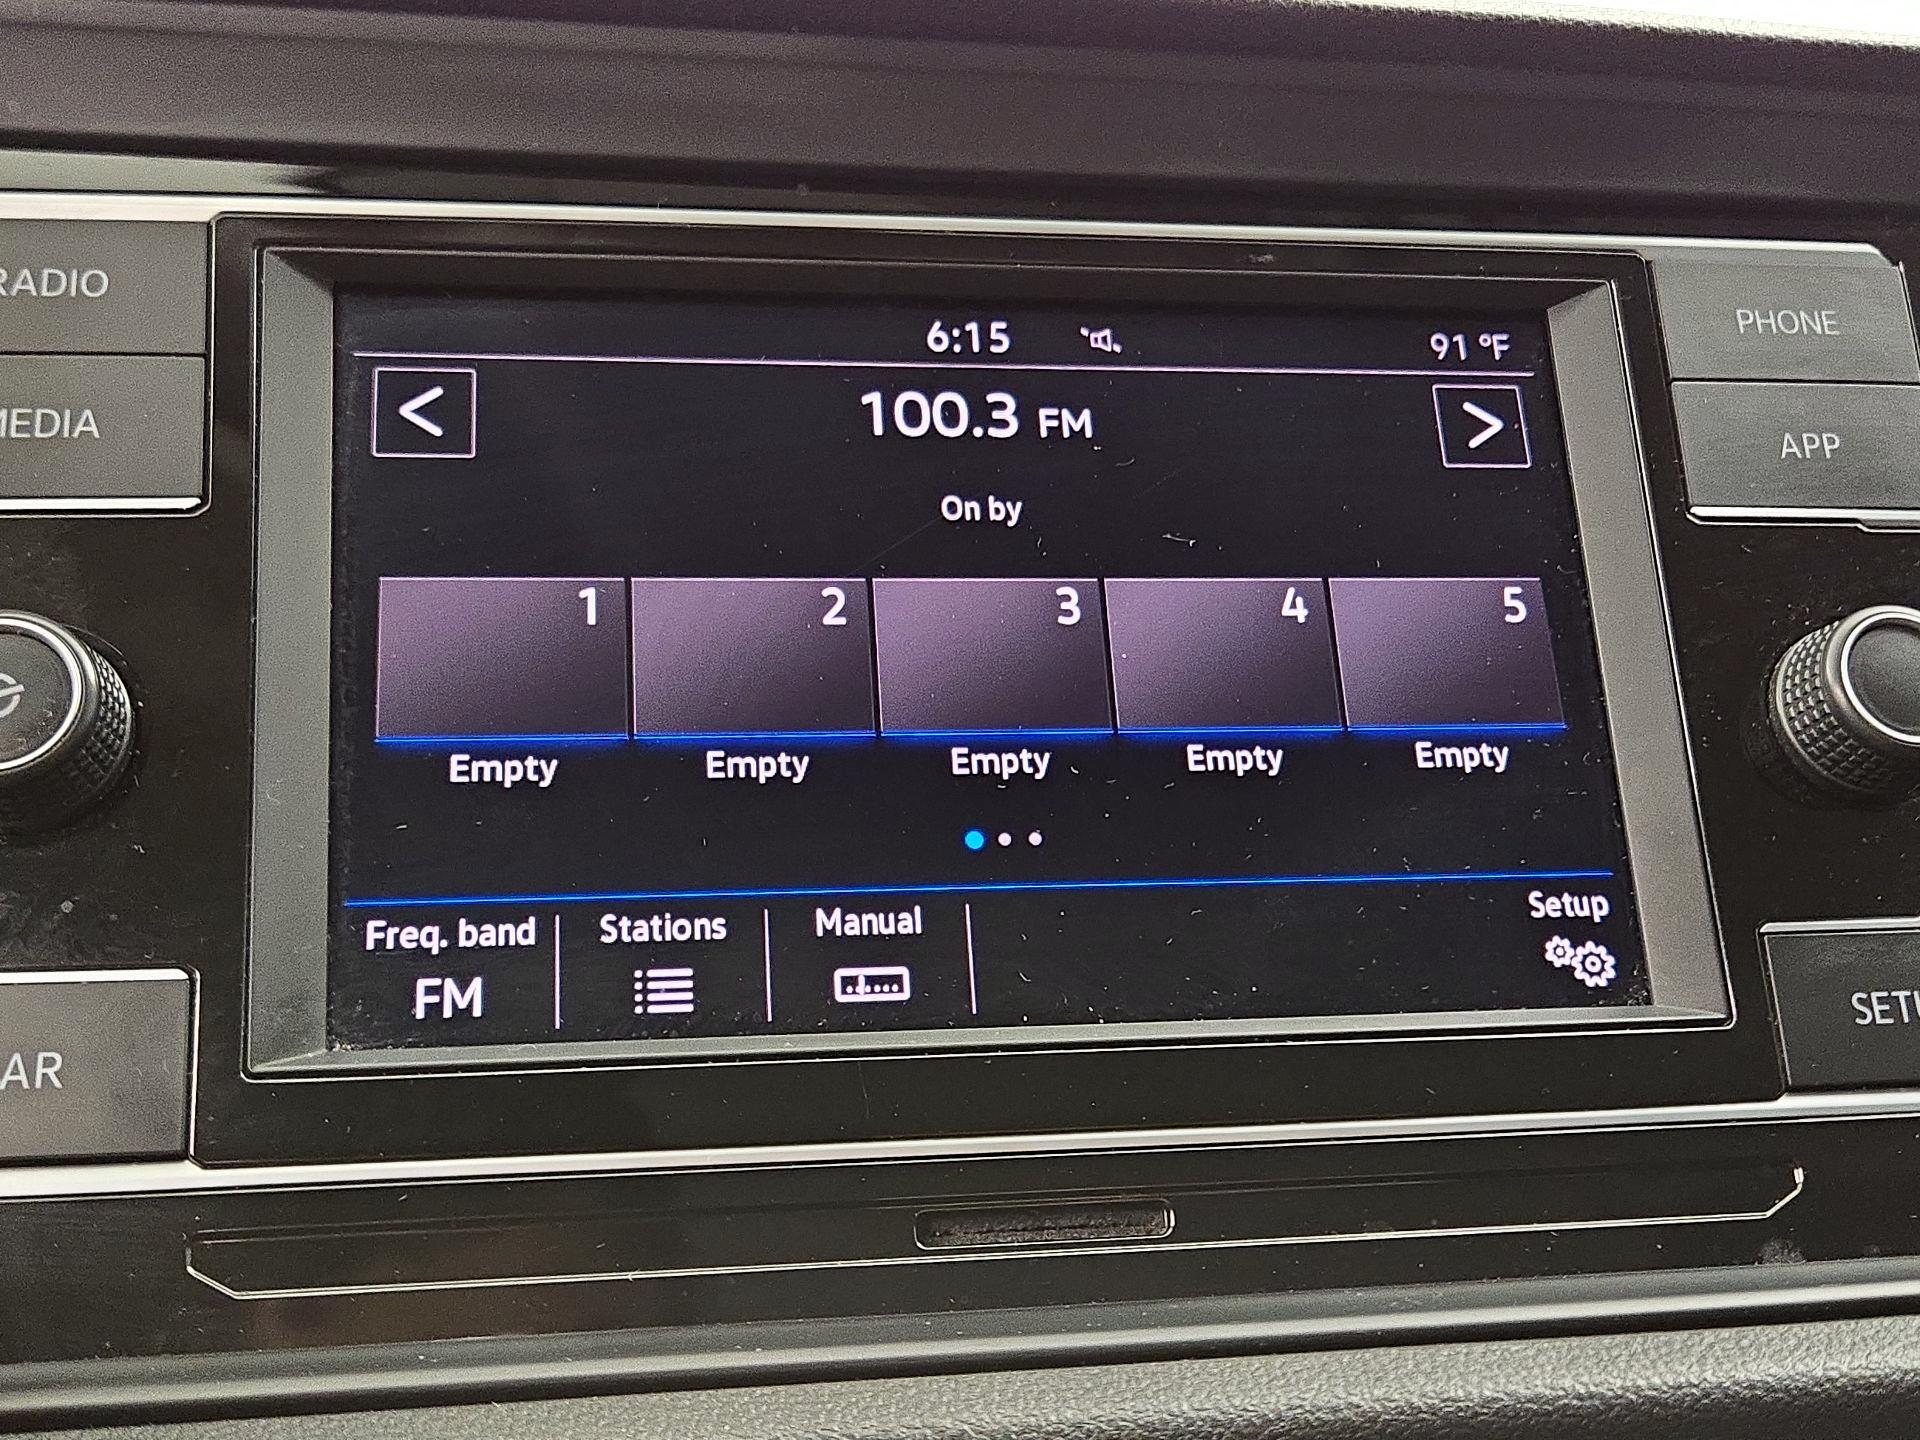 RADIO
MEDIA
PHONE
APP
6:15
91 °F
<
100.3 FM
>
On by
1
2
3
4
5
Empty
Empty
Empty
Empty
Empty
Freq. band
FM
Stations
Manual
Setup
AR
SETU